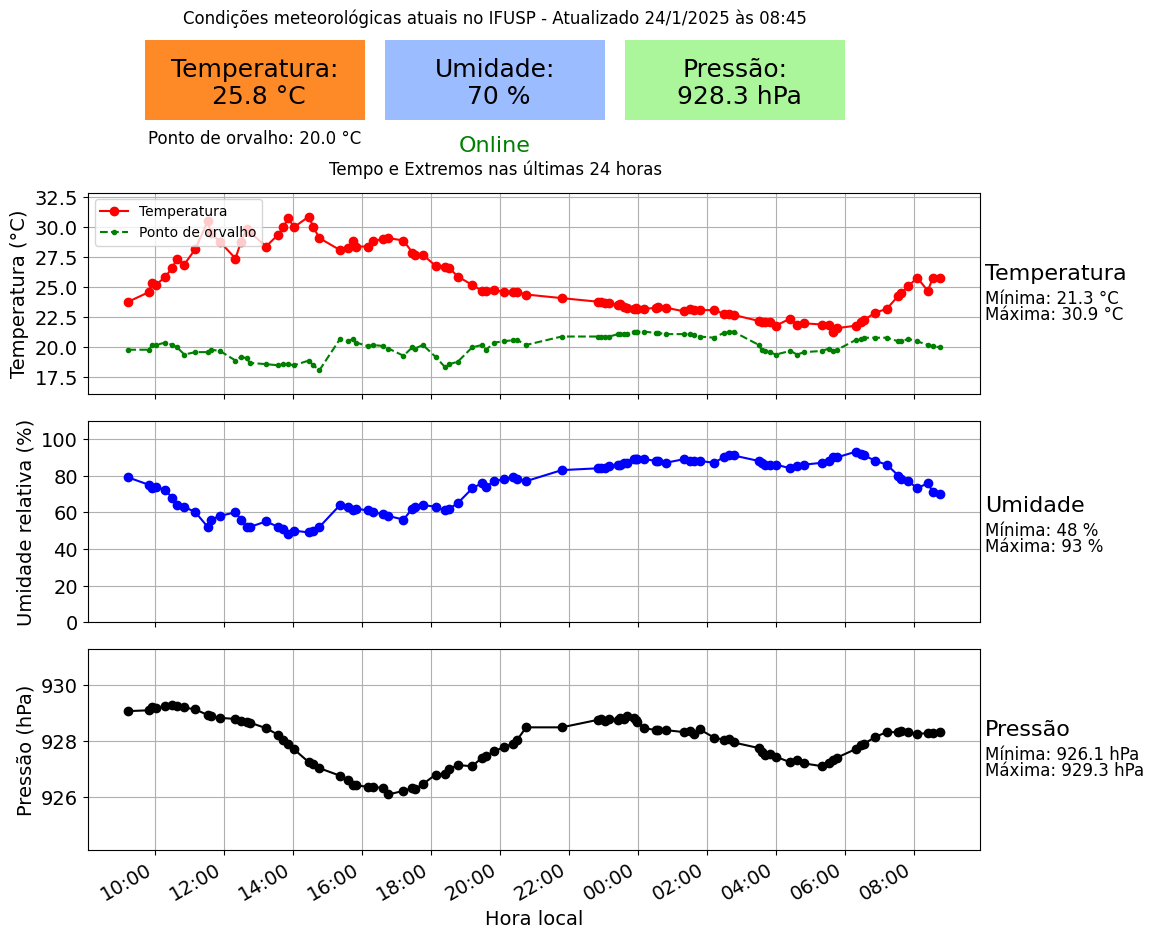 Condições meteorológicas atuais no IFUSP - Atualizado 24/1/2025 às 08:45
Temperatura:
25.8 °C
Umidade:
70 %
Pressão:
928.3 hPa
Ponto de orvalho: 20.0 °C
Online
Tempo e Extremos nas últimas 24 horas
Temperatura (°C)
32.5
30.0
27.5
25.0
22.5
20.0
17.5
Temperatura
Ponto de orvalho
Temperatura
Mínima: 21.3 °C
Máxima: 30.9 °C
Umidade relativa (%)
100
80
60
40
20
0
Umidade
Mínima: 48 %
Máxima: 93 %
Pressão (hPa)
930
928
926
Pressão
Mínima: 926.1 hPa
Máxima: 929.3 hPa
10:00
12:00
14:00
16:00
18:00
20:00
22:00
00:00
02:00
04:00
06:00
08:00
Hora local